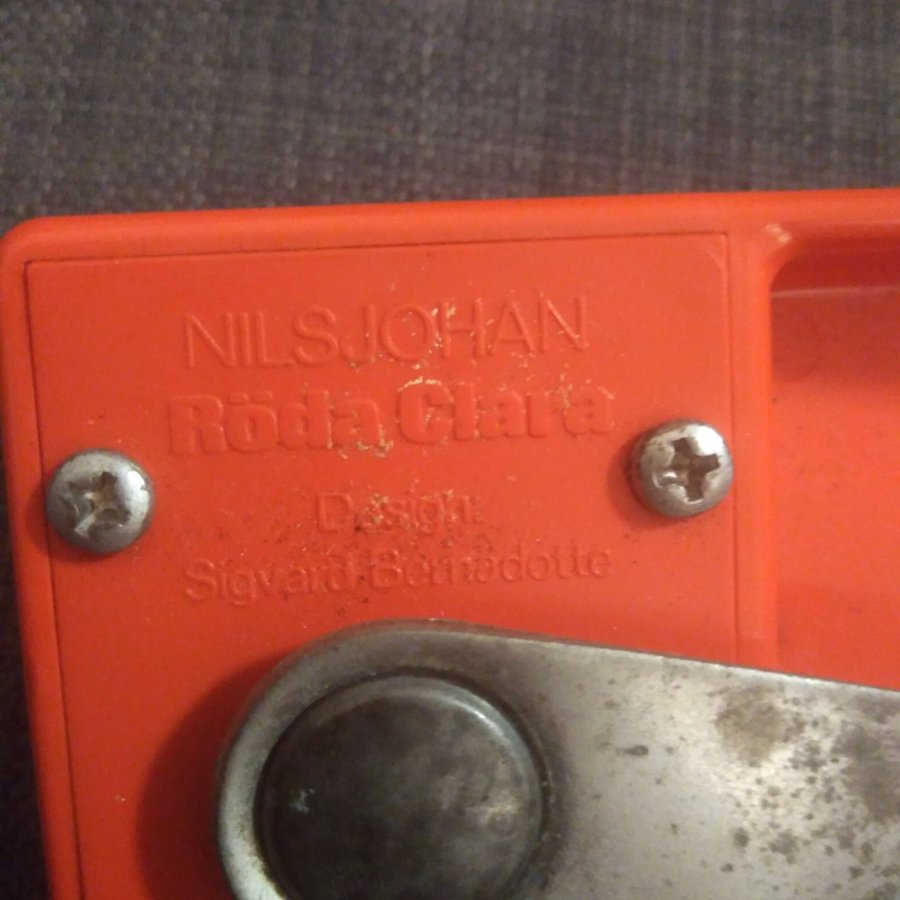 NILSJOHAN
Röda Clara
Design:
Sigvard Bernadotte